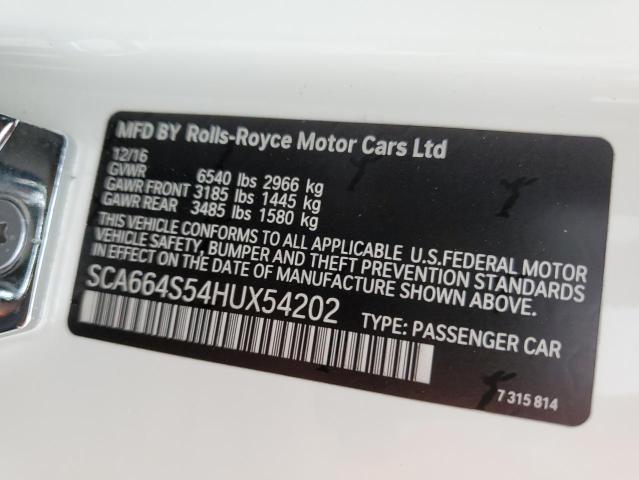 MFD BY Rolls-Royce Motor Cars Ltd
12/16
GVWR 6540 lbs 2966 kg
GAWR FRONT 3185 lbs 1445 kg
GAWR REAR 3485 lbs 1580 kg
THIS VEHICLE CONFORMS TO ALL APPLICABLE U.S.FEDERAL MOTOR
VEHICLE SAFETY, BUMPER AND THEFT PREVENTION STANDARDS
IN EFFECT ON THE DATE OF MANUFACTURE SHOWN ABOVE.
SCA664S54HUX54202
TYPE: PASSENGER CAR
7 315 814